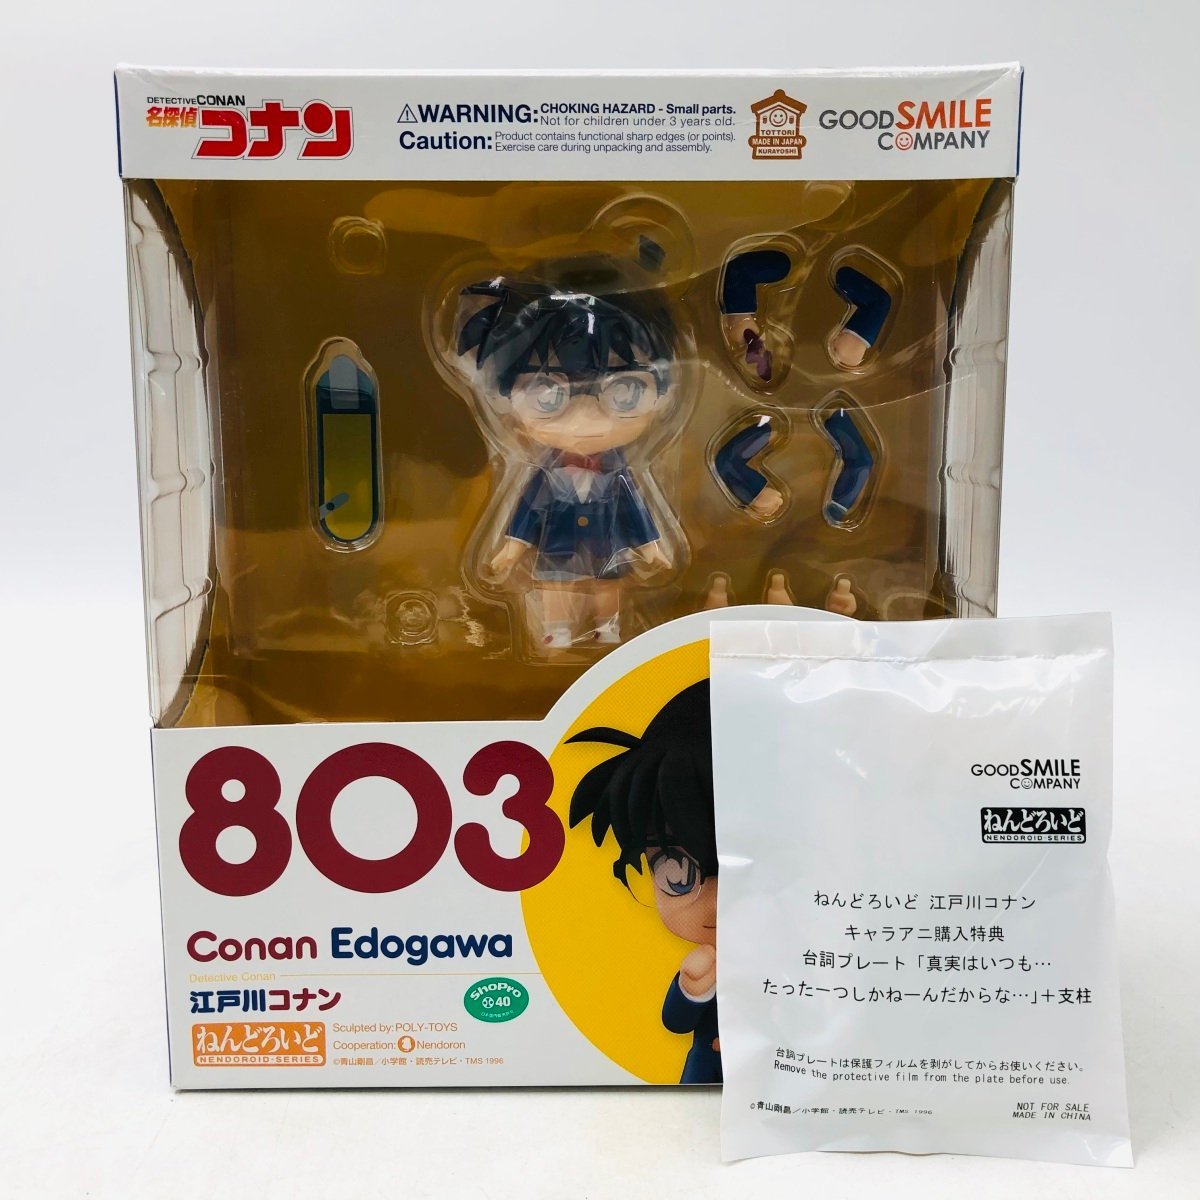 DETECTIVE CONAN
名探偵
コナン
WARNING: CHOKING HAZARD - Small parts.
Not for children under 3 years old.
Caution: Product contains functional sharp edges (or points).
Exercise care during unpacking and assembly.
TOTTORI
MADE IN JAPAN
KURAYOSHI
GOOD SMILE
COMPANY
803
Conan Edogawa
Detective Conan
江戸川コナン
ShoPro
40
ねんどろいど
NENDOROID-SERIES
Sculpted by: POLY-TOYS
Cooperation: Nendoron
©青山剛昌/小学館・読売テレビ・TMS 1996
GOOD SMILE
COMPANY
ねんどろいど
NENDOROID-SERIES
ねんどろいど 江戸川コナン
キャラアニ購入特典
台詞プレート「真実はいつも…
たった一つしかねーんだからな…」+支柱
台詞プレートは保護フィルムを剥がしてからお使いください。
Remove the protective film from the plate before use.
©青山剛昌/小学館・読売テレビ・TMS 1996
NOT FOR SALE
MADE IN CHINA